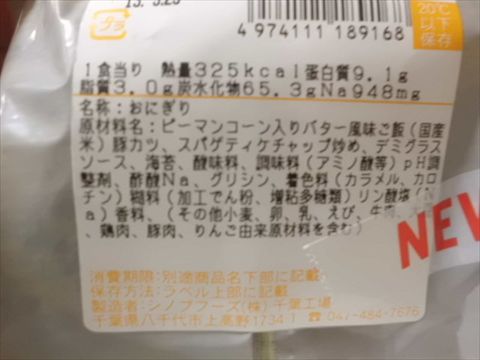 プラ
4974111189168
20℃
以下
保存
1食当り 熱量325kcal蛋白質9.1g
脂質3.0g炭水化物65.3gNa948mg
名称：おにぎり
原材料名：ピーマンコーン入りバター風味ご飯(国産
米)豚カツ、スパゲティケチャップ炒め、デミグラス
ソース、海苔、酸味料、調味料(アミノ酸等)pH調
整剤、酢酸Na、グリシン、着色料(カラメル、カロ
チン)糊料(加工でん粉、増粘多糖類)リン酸塩(N
a)香料、(その他小麦、卵、乳、えび、牛肉、
、鶏肉、豚肉、りんご由来原材料を含む)
NEW
消費期限：別途商品名下部に記載
保存方法：ラベル上部に記載
製造者：シノブフーズ(株)千葉工場
千葉県八千代市上高野1734-1 ☎047-484-7676